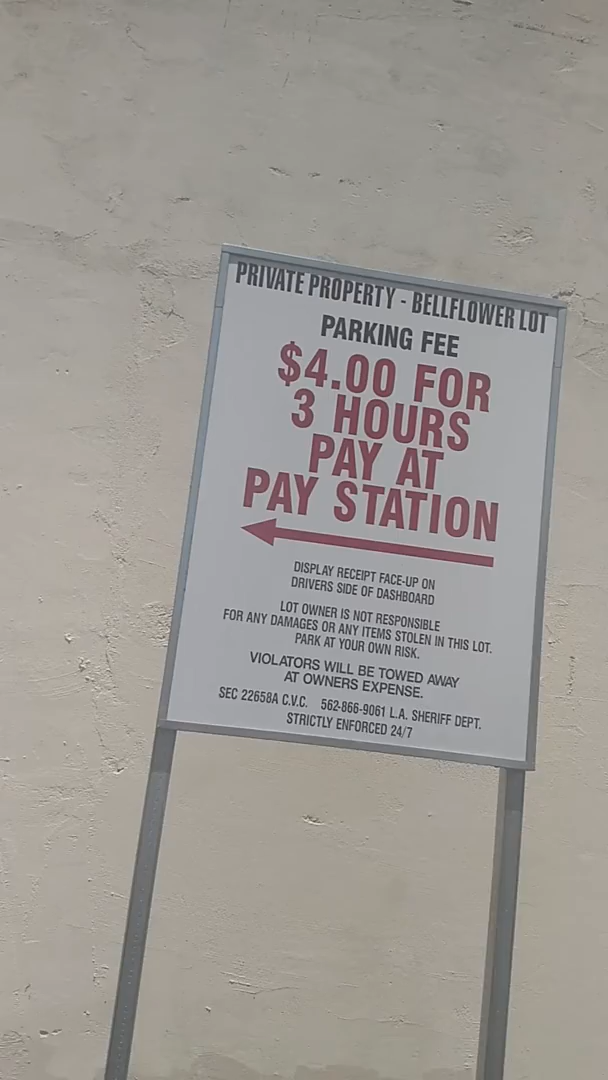 PRIVATE PROPERTY - BELLFLOWER LOT
PARKING FEE
$4.00 FOR
3 HOURS
PAY AT
PAY STATION
DISPLAY RECEIPT FACE-UP ON
DRIVERS SIDE OF DASHBOARD
LOT OWNER IS NOT RESPONSIBLE
FOR ANY DAMAGES OR ANY ITEMS STOLEN IN THIS LOT.
PARK AT YOUR OWN RISK.
VIOLATORS WILL BE TOWED AWAY
AT OWNERS EXPENSE.
SEC 22658A C.V.C. 562-866-9061 L.A. SHERIFF DEPT.
STRICTLY ENFORCED 24/7